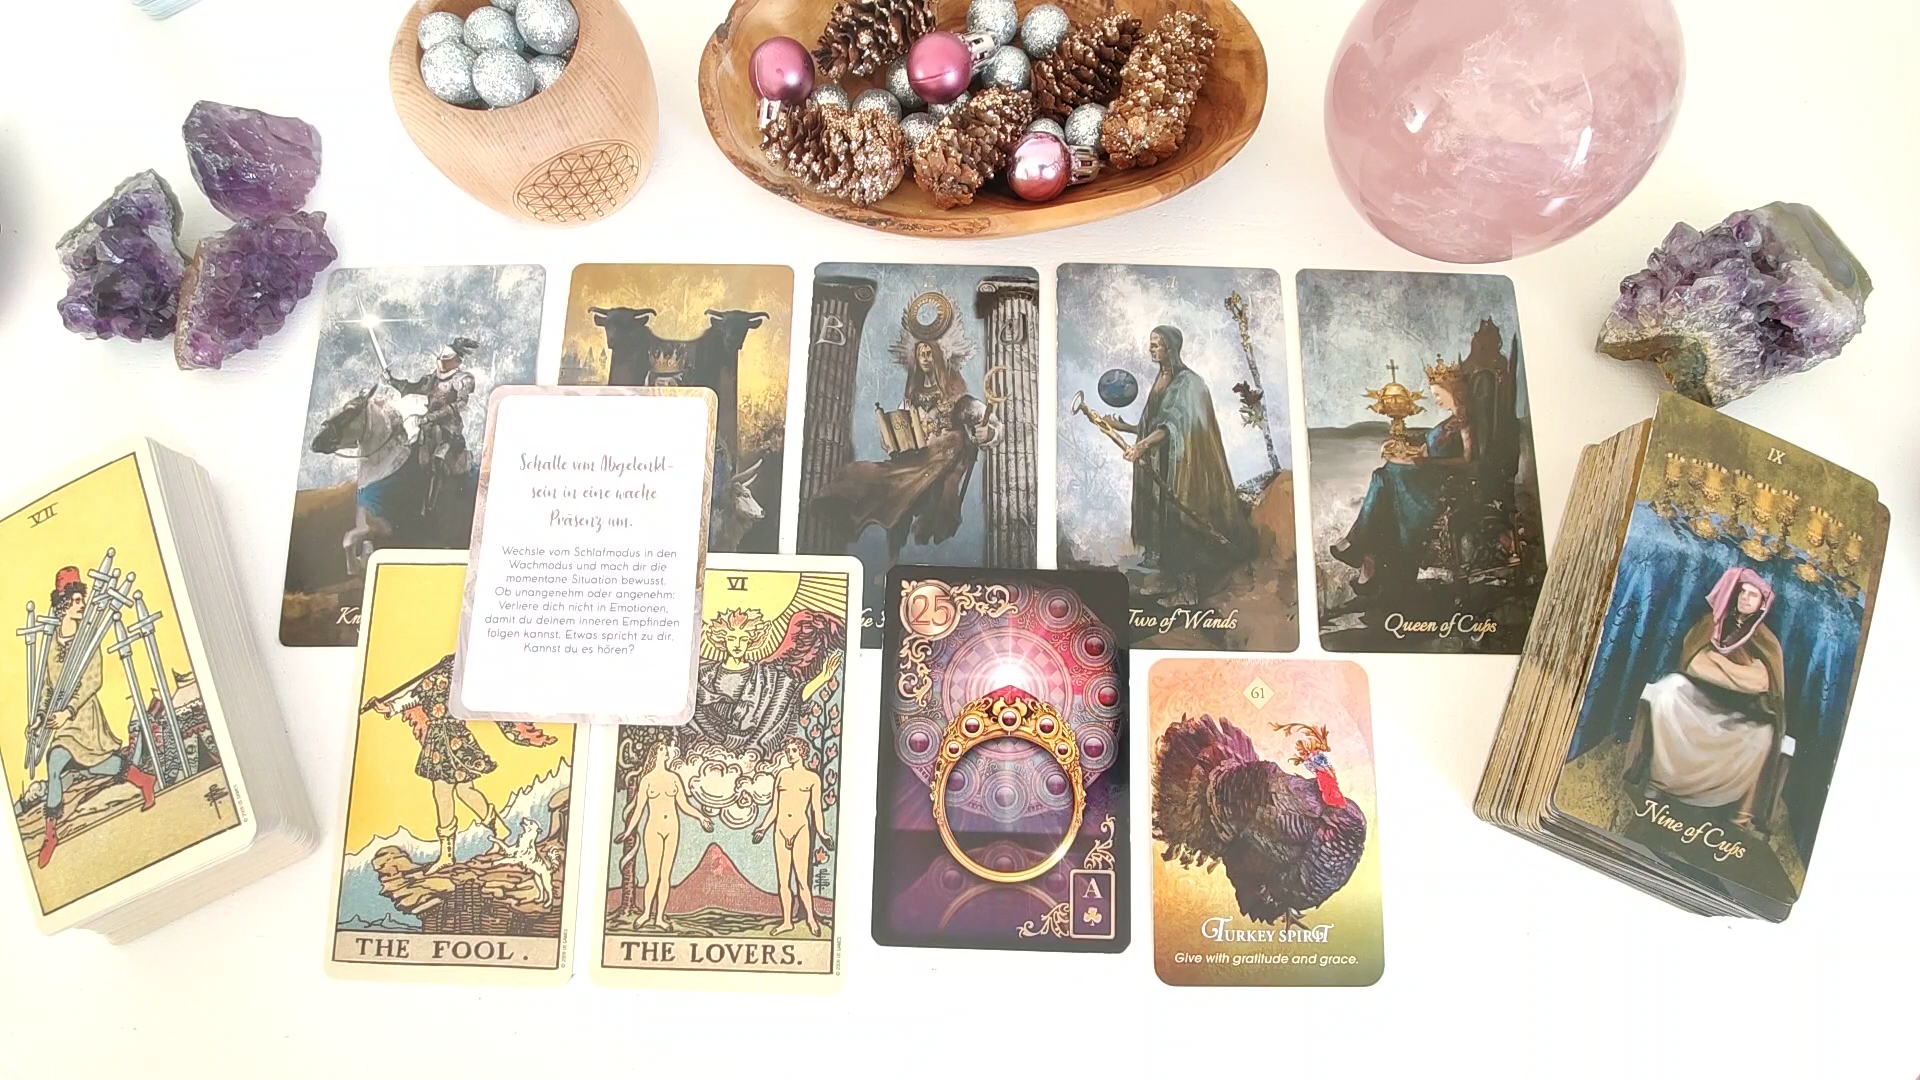 B
J
Kn
he
Two of Wands
Queen of Cups
IX
Nine of Cups
VII
Schalte vom Abgelenkt-
sein in eine wache
Präsenz um.
Wechsle vom Schlafmodus in den
Wachmodus und mach dir die
momentane Situation bewusst.
Ob unangenehm oder angenehm:
Verliere dich nicht in Emotionen,
damit du deinem inneren Empfinden
folgen kannst. Etwas spricht zu dir.
Kannst du es hören?
THE FOOL.
VI
THE LOVERS.
25
A
61
TURKEY SPIRIT
Give with gratitude and grace.